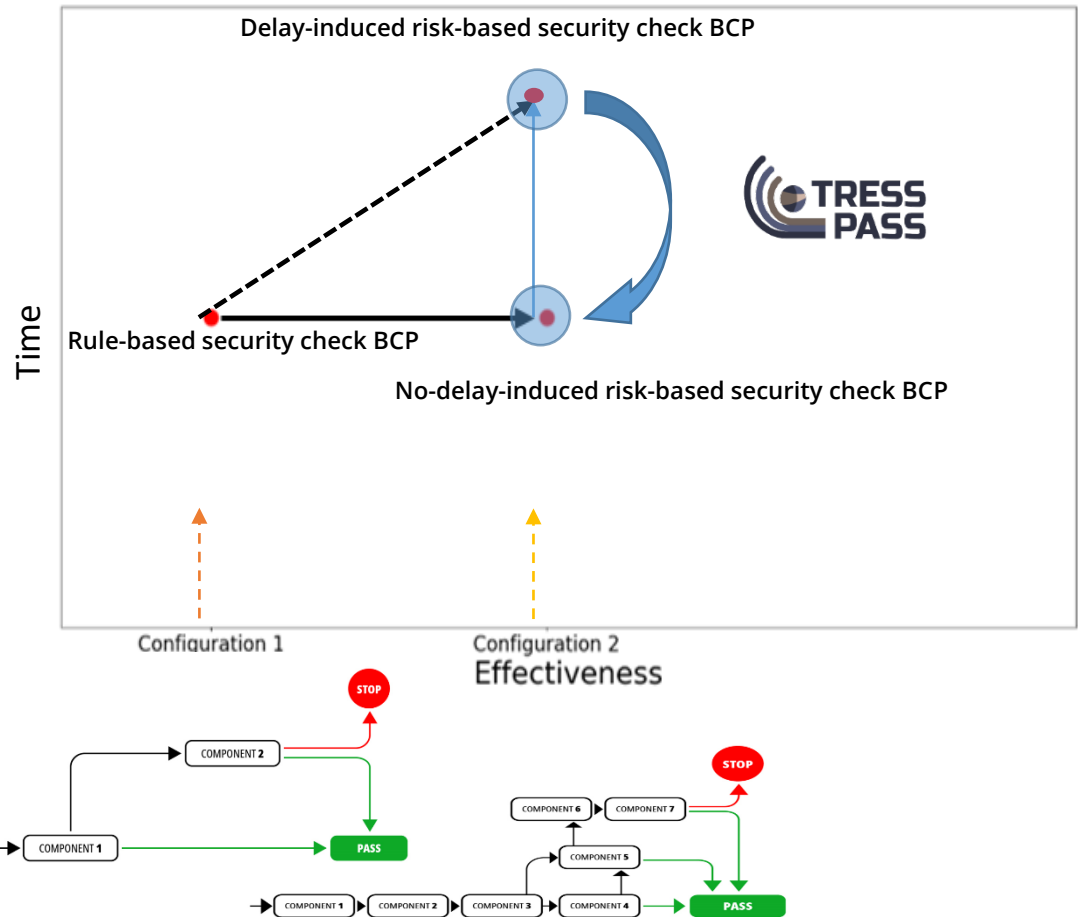 Delay-induced risk-based security check BCP
TRESS
PASS
Time
Rule-based security check BCP
No-delay-induced risk-based security check BCP
Configuration 1
Configuration 2
Effectiveness
STOP
COMPONENT 2
COMPONENT 1
PASS
STOP
COMPONENT 6
COMPONENT 7
COMPONENT 5
COMPONENT 1
COMPONENT 2
COMPONENT 3
COMPONENT 4
PASS